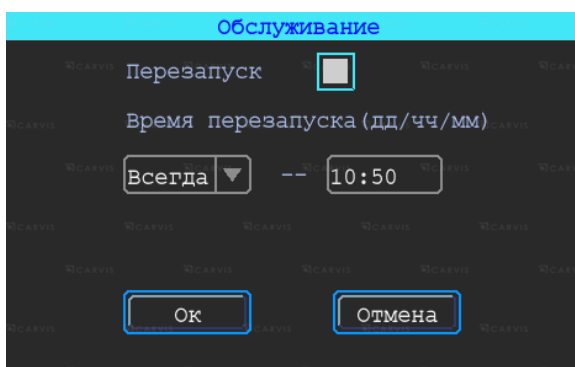 Обслуживание
Перезапуск
Время перезапуска(дд/чч/мм)
Всегда -- 10:50
Ок Отмена